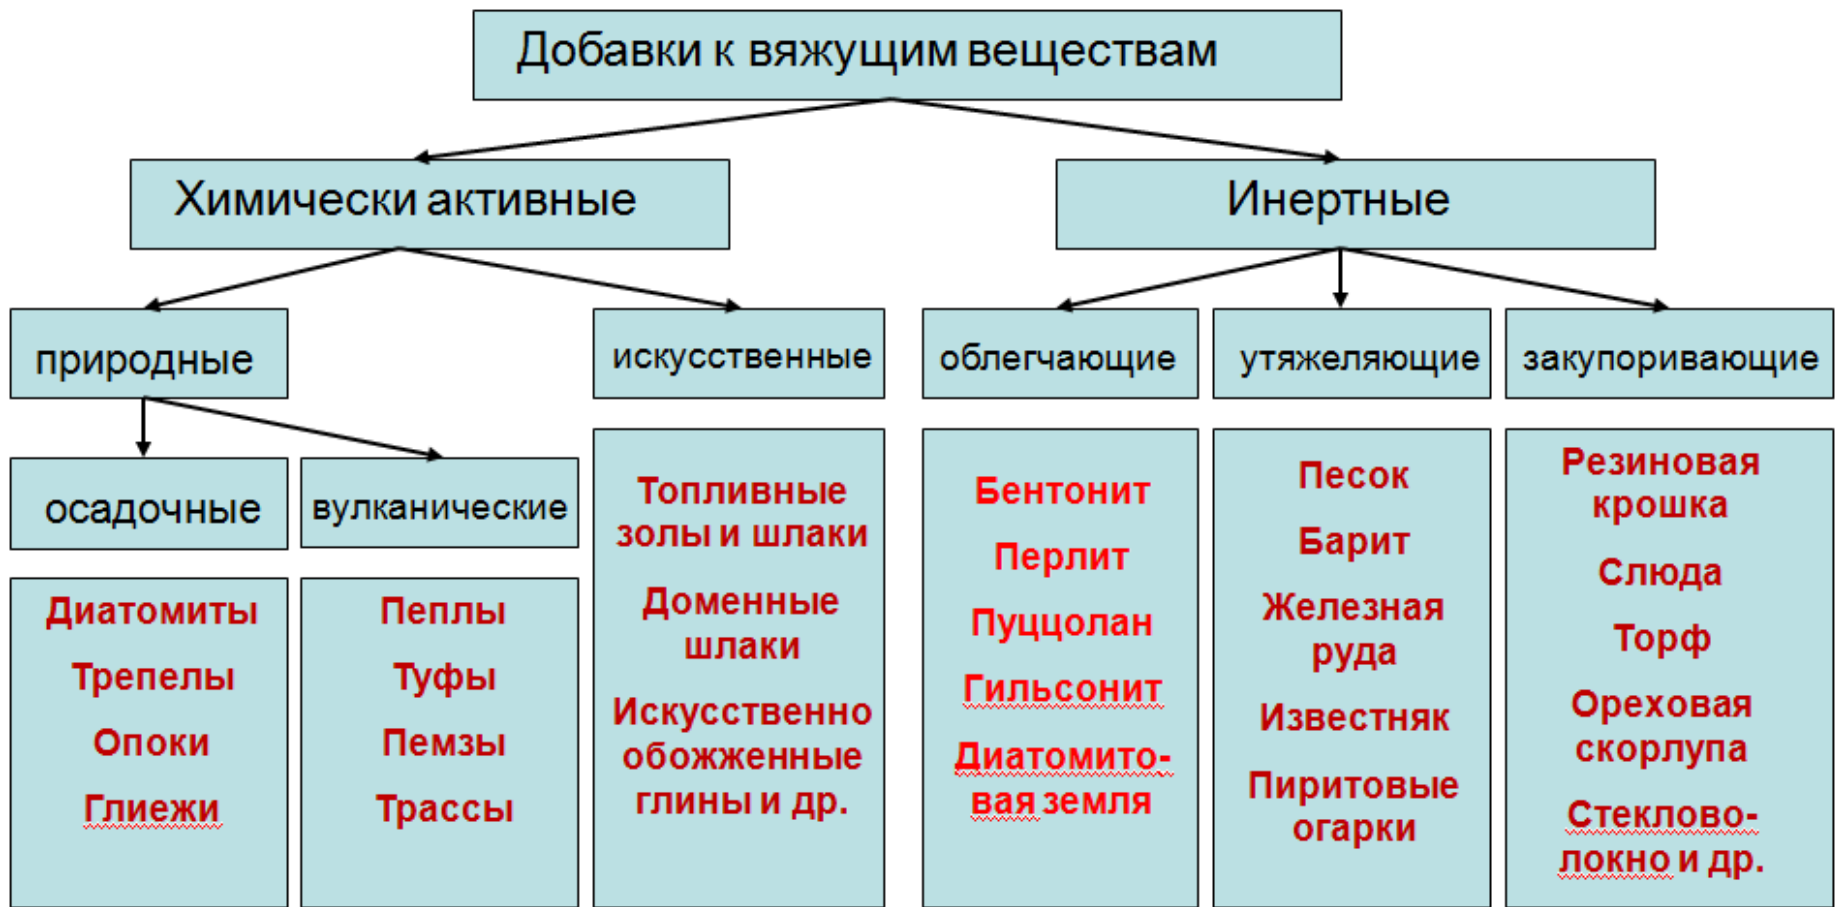 Добавки к вяжущим веществам
Химически активные
Инертные
природные
искусственные
облегчающие
утяжеляющие
закупоривающие
осадочные
вулканические
Диатомиты
Трепелы
Опоки
Глиежи
Пеплы
Туфы
Пемзы
Трассы
Топливные
золы и шлаки
Доменные
шлаки
Искусственно
обожженные
глины и др.
Бентонит
Перлит
Пуццолан
Гильсонит
Диатомито-
вая земля
Песок
Барит
Железная
руда
Известняк
Пиритовые
огарки
Резиновая
крошка
Слюда
Торф
Ореховая
скорлупа
Стеклово-
локно и др.